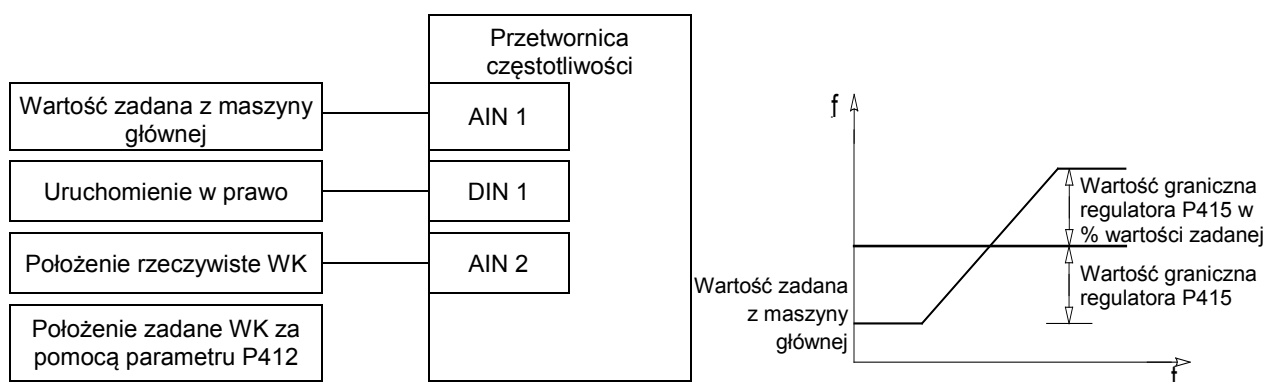 Przetwornica
częstotliwości
Wartość zadana z maszyny
głównej
AIN 1
Uruchomienie w prawo
DIN 1
Położenie rzeczywiste WK
AIN 2
Położenie zadane WK za
pomocą parametru P412
f
Wartość graniczna
regulatora P415 w
% wartości zadanej
Wartość graniczna
regulatora P415
Wartość zadana
z maszyny
głównej
f